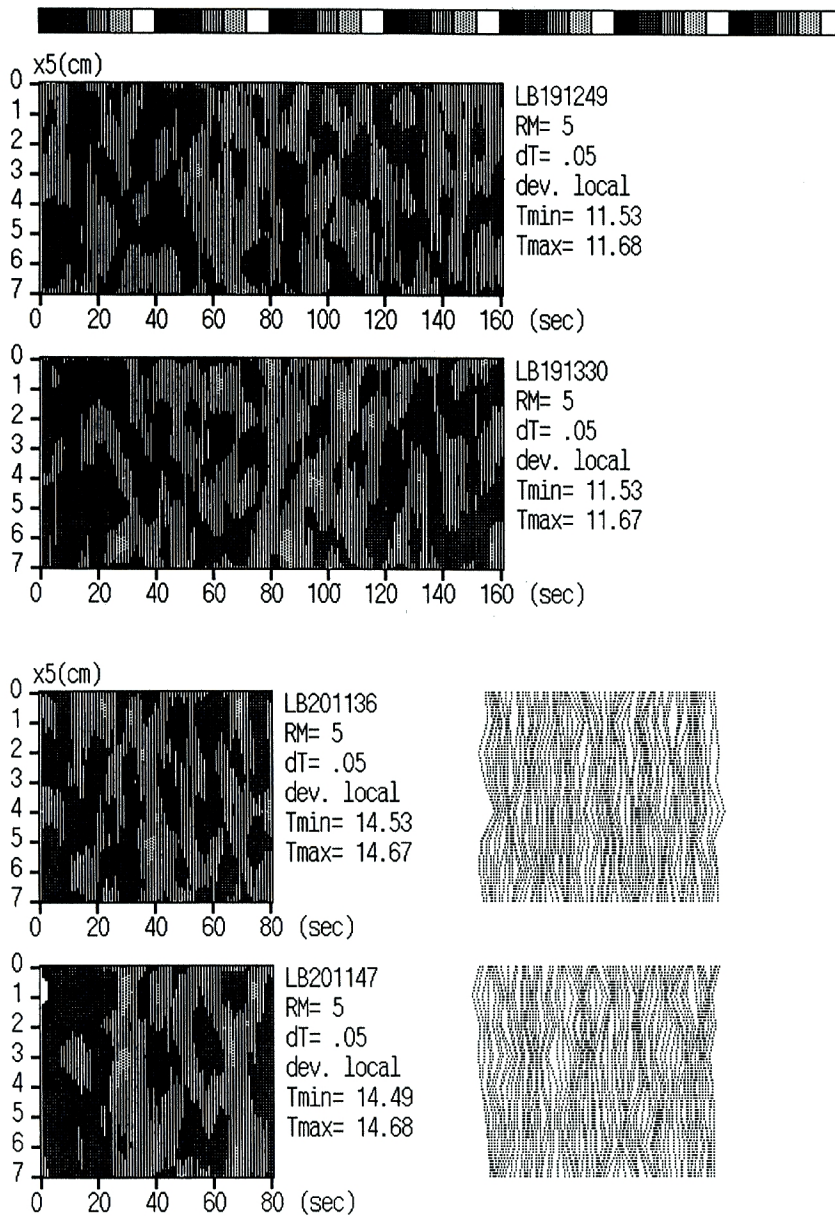 x5(cm)
0
1
2
3
4
5
6
7
0 20 40 60 80 100 120 140 160 (sec)
LB191249
RM= 5
dT= .05
dev. local
Tmin= 11.53
Tmax= 11.68
0
1
2
3
4
5
6
7
0 20 40 60 80 100 120 140 160 (sec)
LB191330
RM= 5
dT= .05
dev. local
Tmin= 11.53
Tmax= 11.67
x5(cm)
0
1
2
3
4
5
6
7
0 20 40 60 80 (sec)
LB201136
RM= 5
dT= .05
dev. local
Tmin= 14.53
Tmax= 14.67
0
1
2
3
4
5
6
7
0 20 40 60 80 (sec)
LB201147
RM= 5
dT= .05
dev. local
Tmin= 14.49
Tmax= 14.68